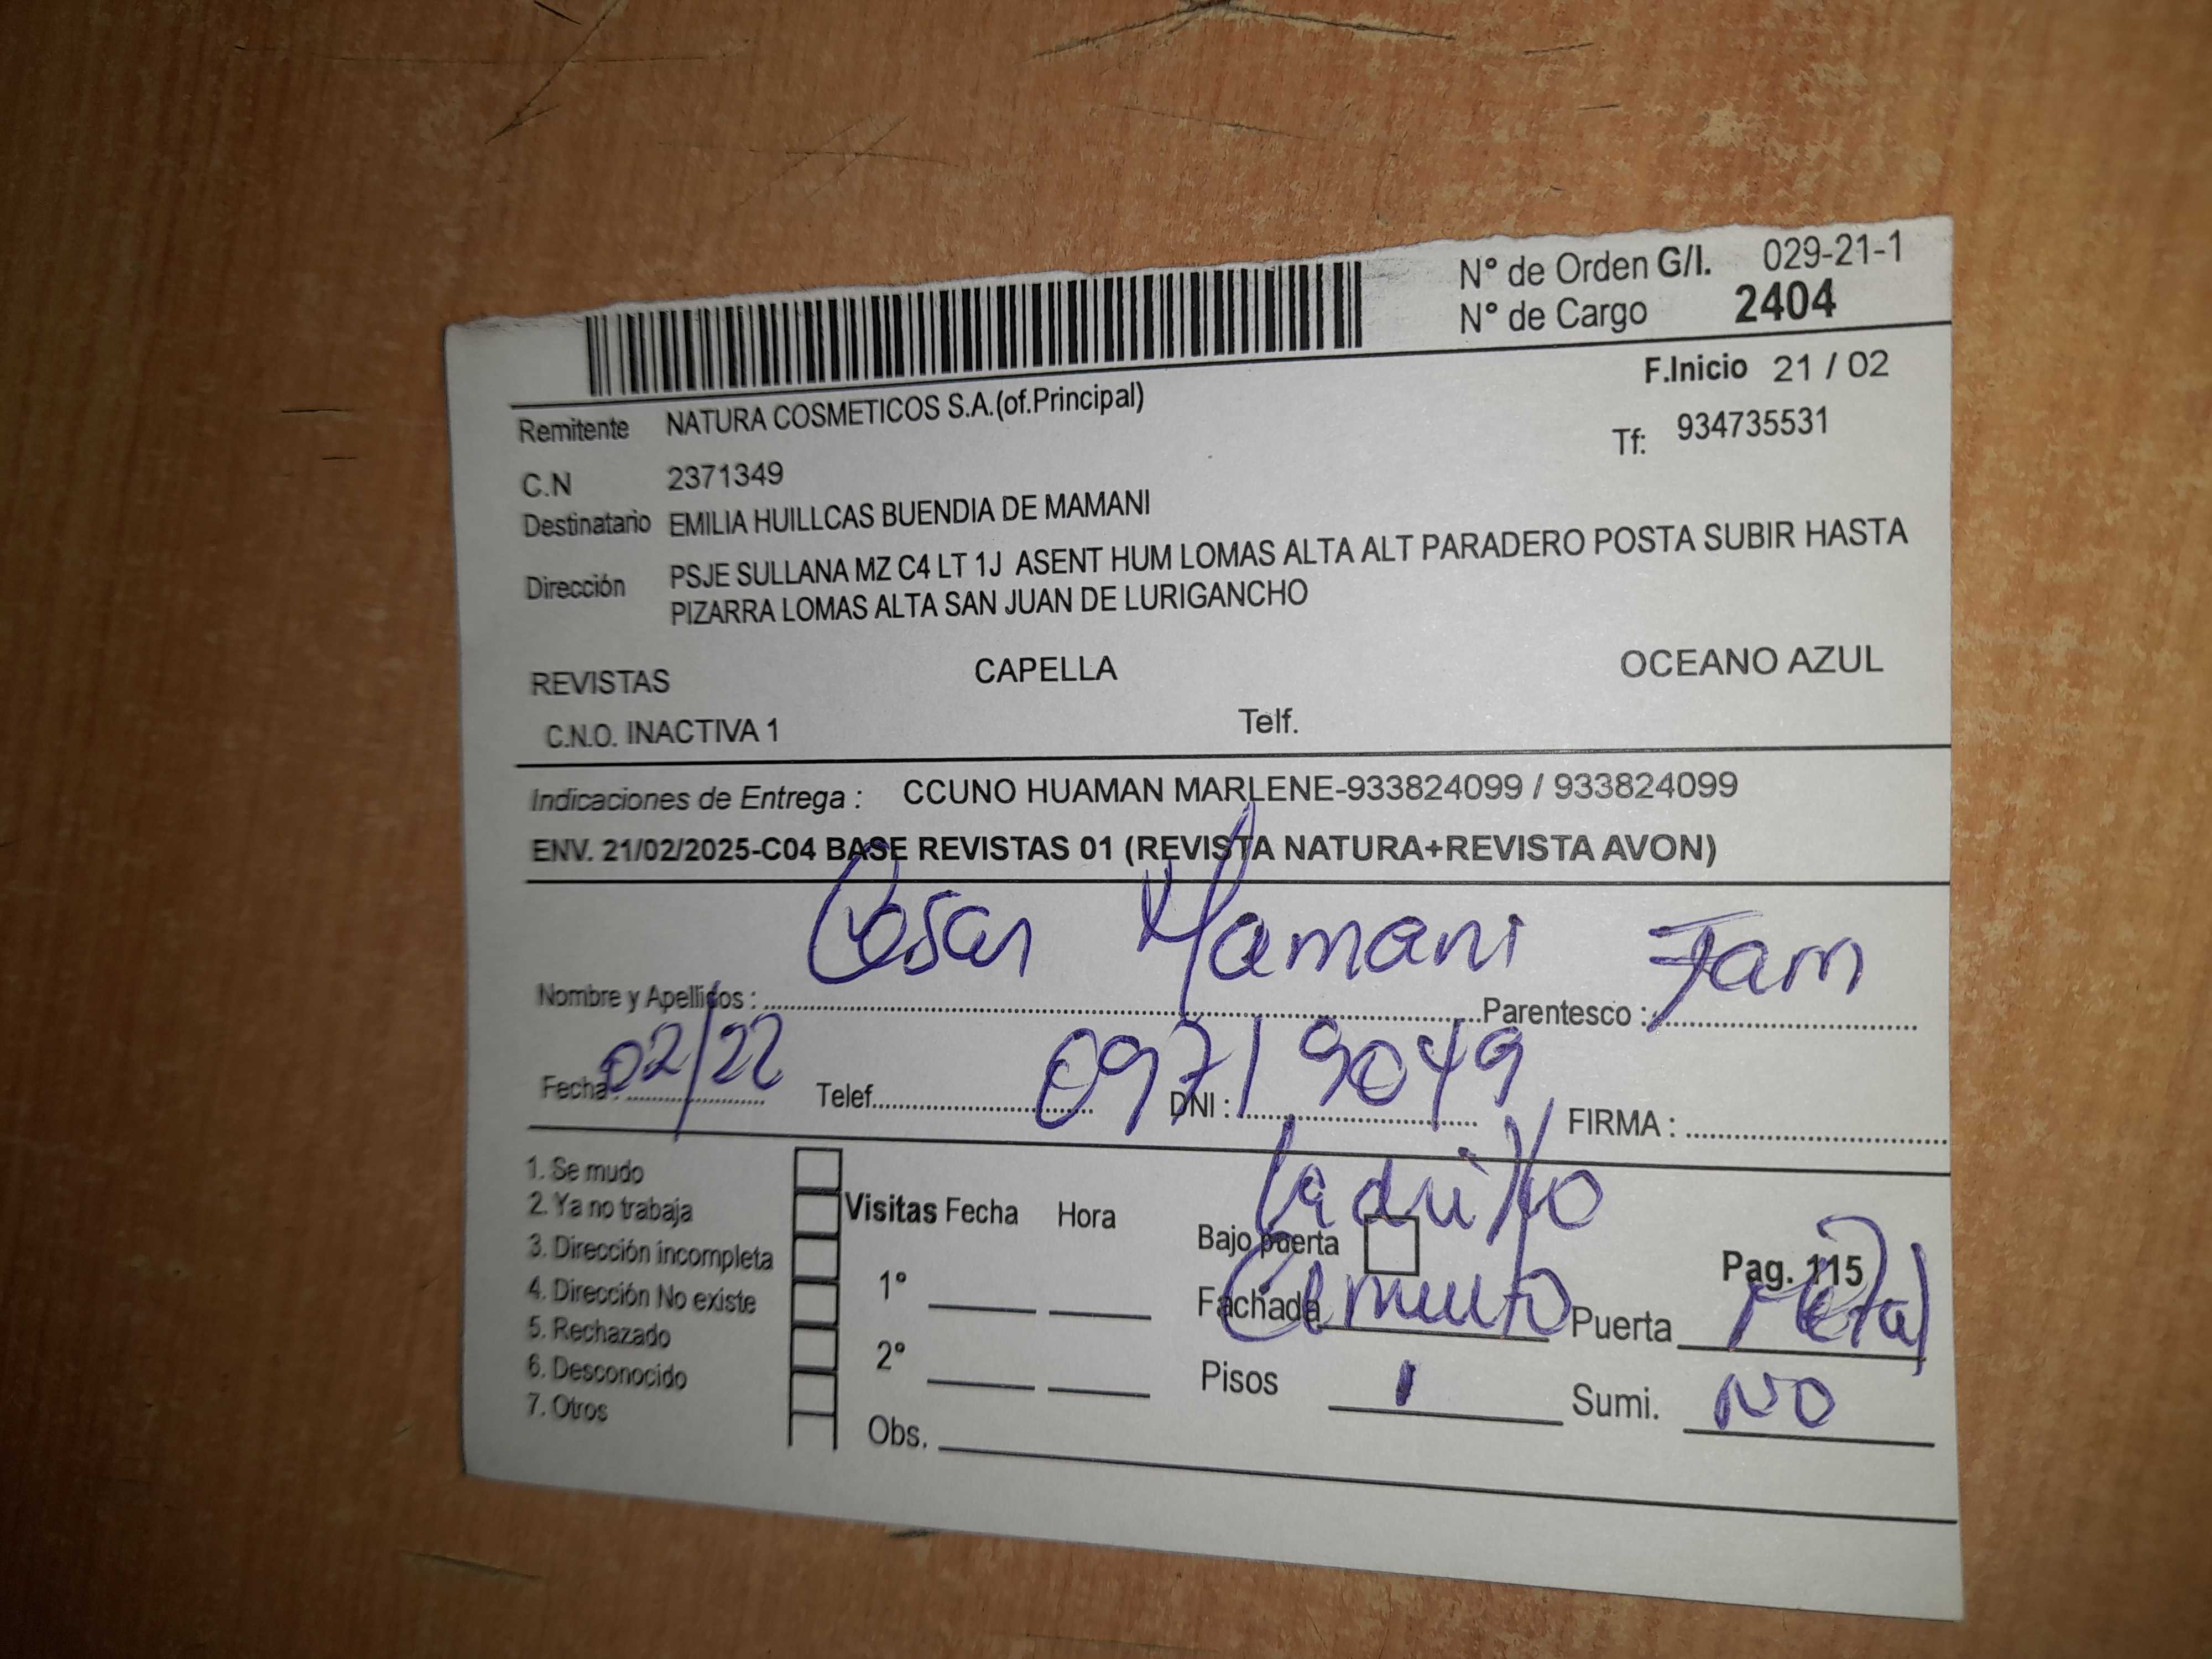 N° de Orden G/I. 029-21-1
N° de Cargo 2404
F.Inicio 21 / 02
Remitente NATURA COSMETICOS S.A.(of.Principal)
Tf: 934735531
C.N 2371349
Destinatario EMILIA HUILLCAS BUENDIA DE MAMANI
Dirección PSJE SULLANA MZ C4 LT 1J ASENT HUM LOMAS ALTA ALT PARADERO POSTA SUBIR HASTA
PIZARRA LOMAS ALTA SAN JUAN DE LURIGANCHO
REVISTAS CAPELLA OCEANO AZUL
C.N.O. INACTIVA 1 Telf.
Indicaciones de Entrega : CCUNO HUAMAN MARLENE-933824099 / 933824099
ENV. 21/02/2025-C04 BASE REVISTAS 01 (REVISTA NATURA+REVISTA AVON)
Nombre y Apellidos : Cesar Mamani Parentesco : Fam
Fecha : 02/22 Telef. DNI : 09719049 FIRMA :
1. Se mudo
2. Ya no trabaja
3. Dirección incompleta
4. Dirección No existe
5. Rechazado
6. Desconocido
7. Otros
Visitas Fecha Hora
1°
2°
Obs.
ladrillo
Bajo puerta Pag. 115
Fachada Cemento Puerta Metal
Pisos 1 Sumi. NO